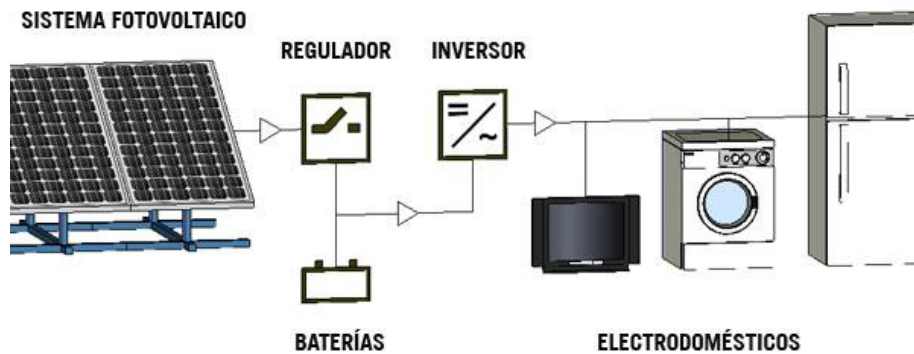 SISTEMA FOTOVOLTAICO
REGULADOR
INVERSOR
BATERÍAS
ELECTRODOMÉSTICOS